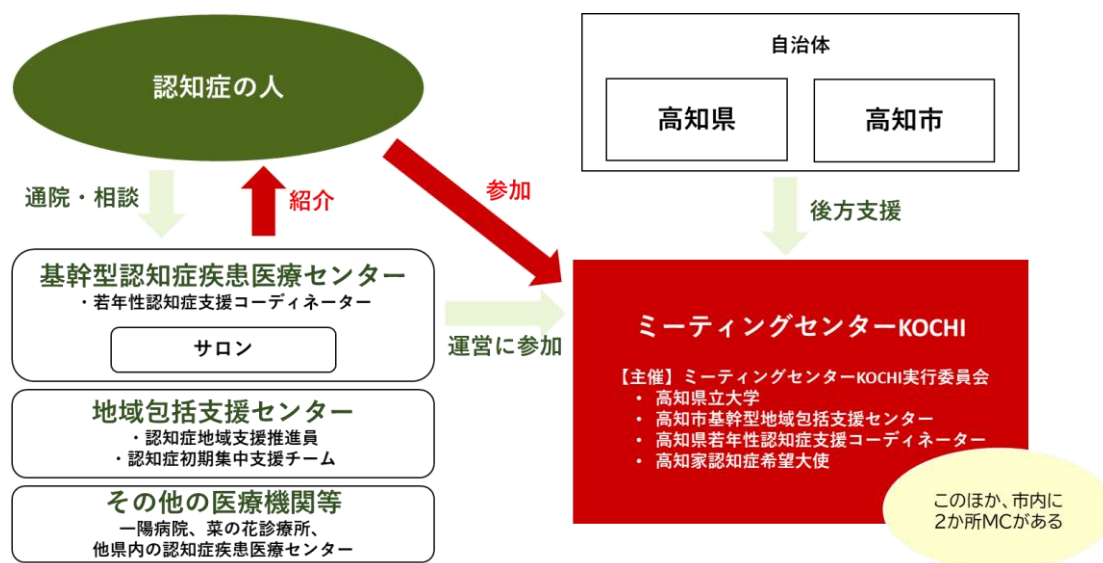 認知症の人
自治体
高知県
高知市
通院・相談
紹介
参加
後方支援
基幹型認知症疾患医療センター
・若年性認知症支援コーディネーター
サロン
運営に参加
地域包括支援センター
・認知症地域支援推進員
・認知症初期集中支援チーム
その他の医療機関等
一陽病院、菜の花診療所、
他県内の認知症疾患医療センター
ミーティングセンターKOCHI
【主催】ミーティングセンターKOCHI実行委員会
・ 高知県立大学
・ 高知市基幹型地域包括支援センター
・ 高知県若年性認知症支援コーディネーター
・ 高知家認知症希望大使
このほか、市内に
2か所MCがある